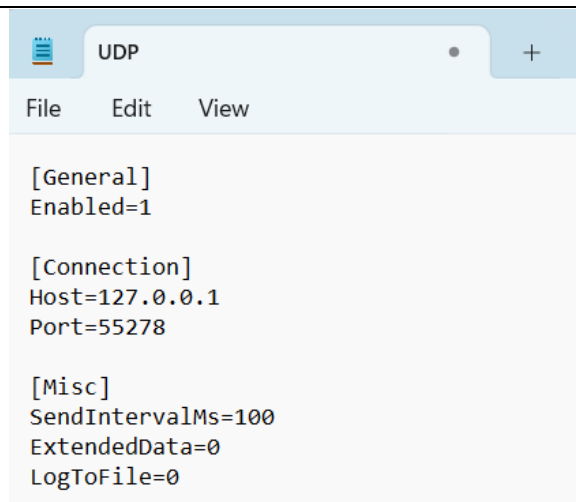 UDP
File Edit View
[General]
Enabled=1
[Connection]
Host=127.0.0.1
Port=55278
[Misc]
SendIntervalMs=100
ExtendedData=0
LogToFile=0